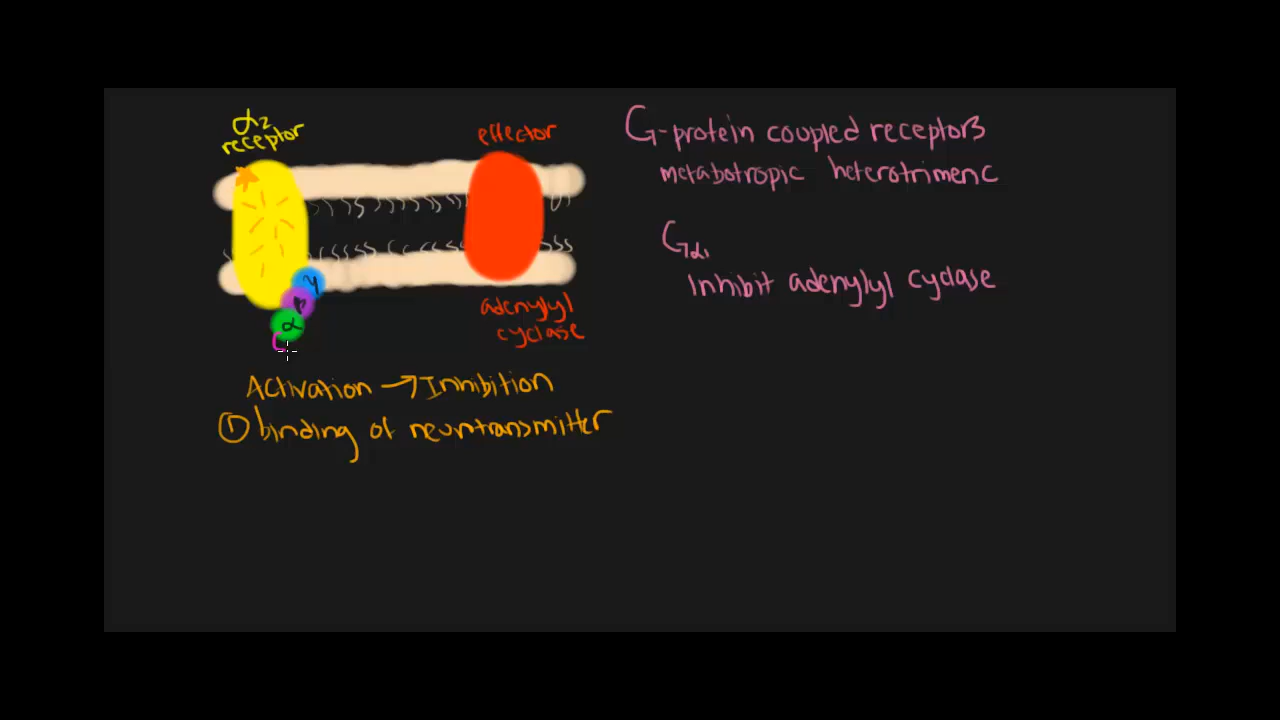 α₂
receptor
effector
G-protein coupled receptors
metabotropic heterotrimeric
Gαi
Inhibit adenylyl cyclase
γ
β
α
adenylyl
cyclase
Activation → Inhibition
① binding of neurotransmitter